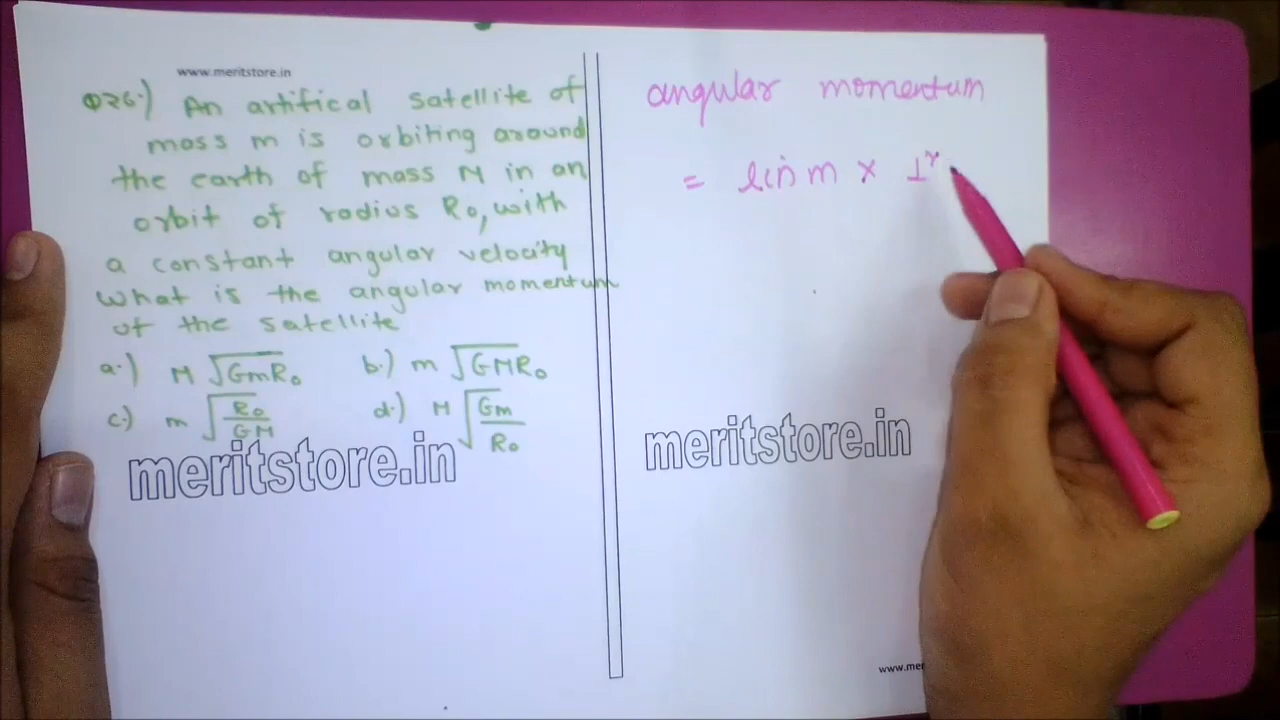 www.meritstore.in
Q26.) An artifical satellite of
mass m is orbiting around
the earth of mass M in an
orbit of radius R₀, with
a constant angular velocity
What is the angular momentum
of the satellite
a.) M √GmR₀ b.) m √GMR₀
c.) m √R₀/GM d.) M √Gm/R₀
meritstore.in
angular momentum
= lin m × ⊥r
meritstore.in